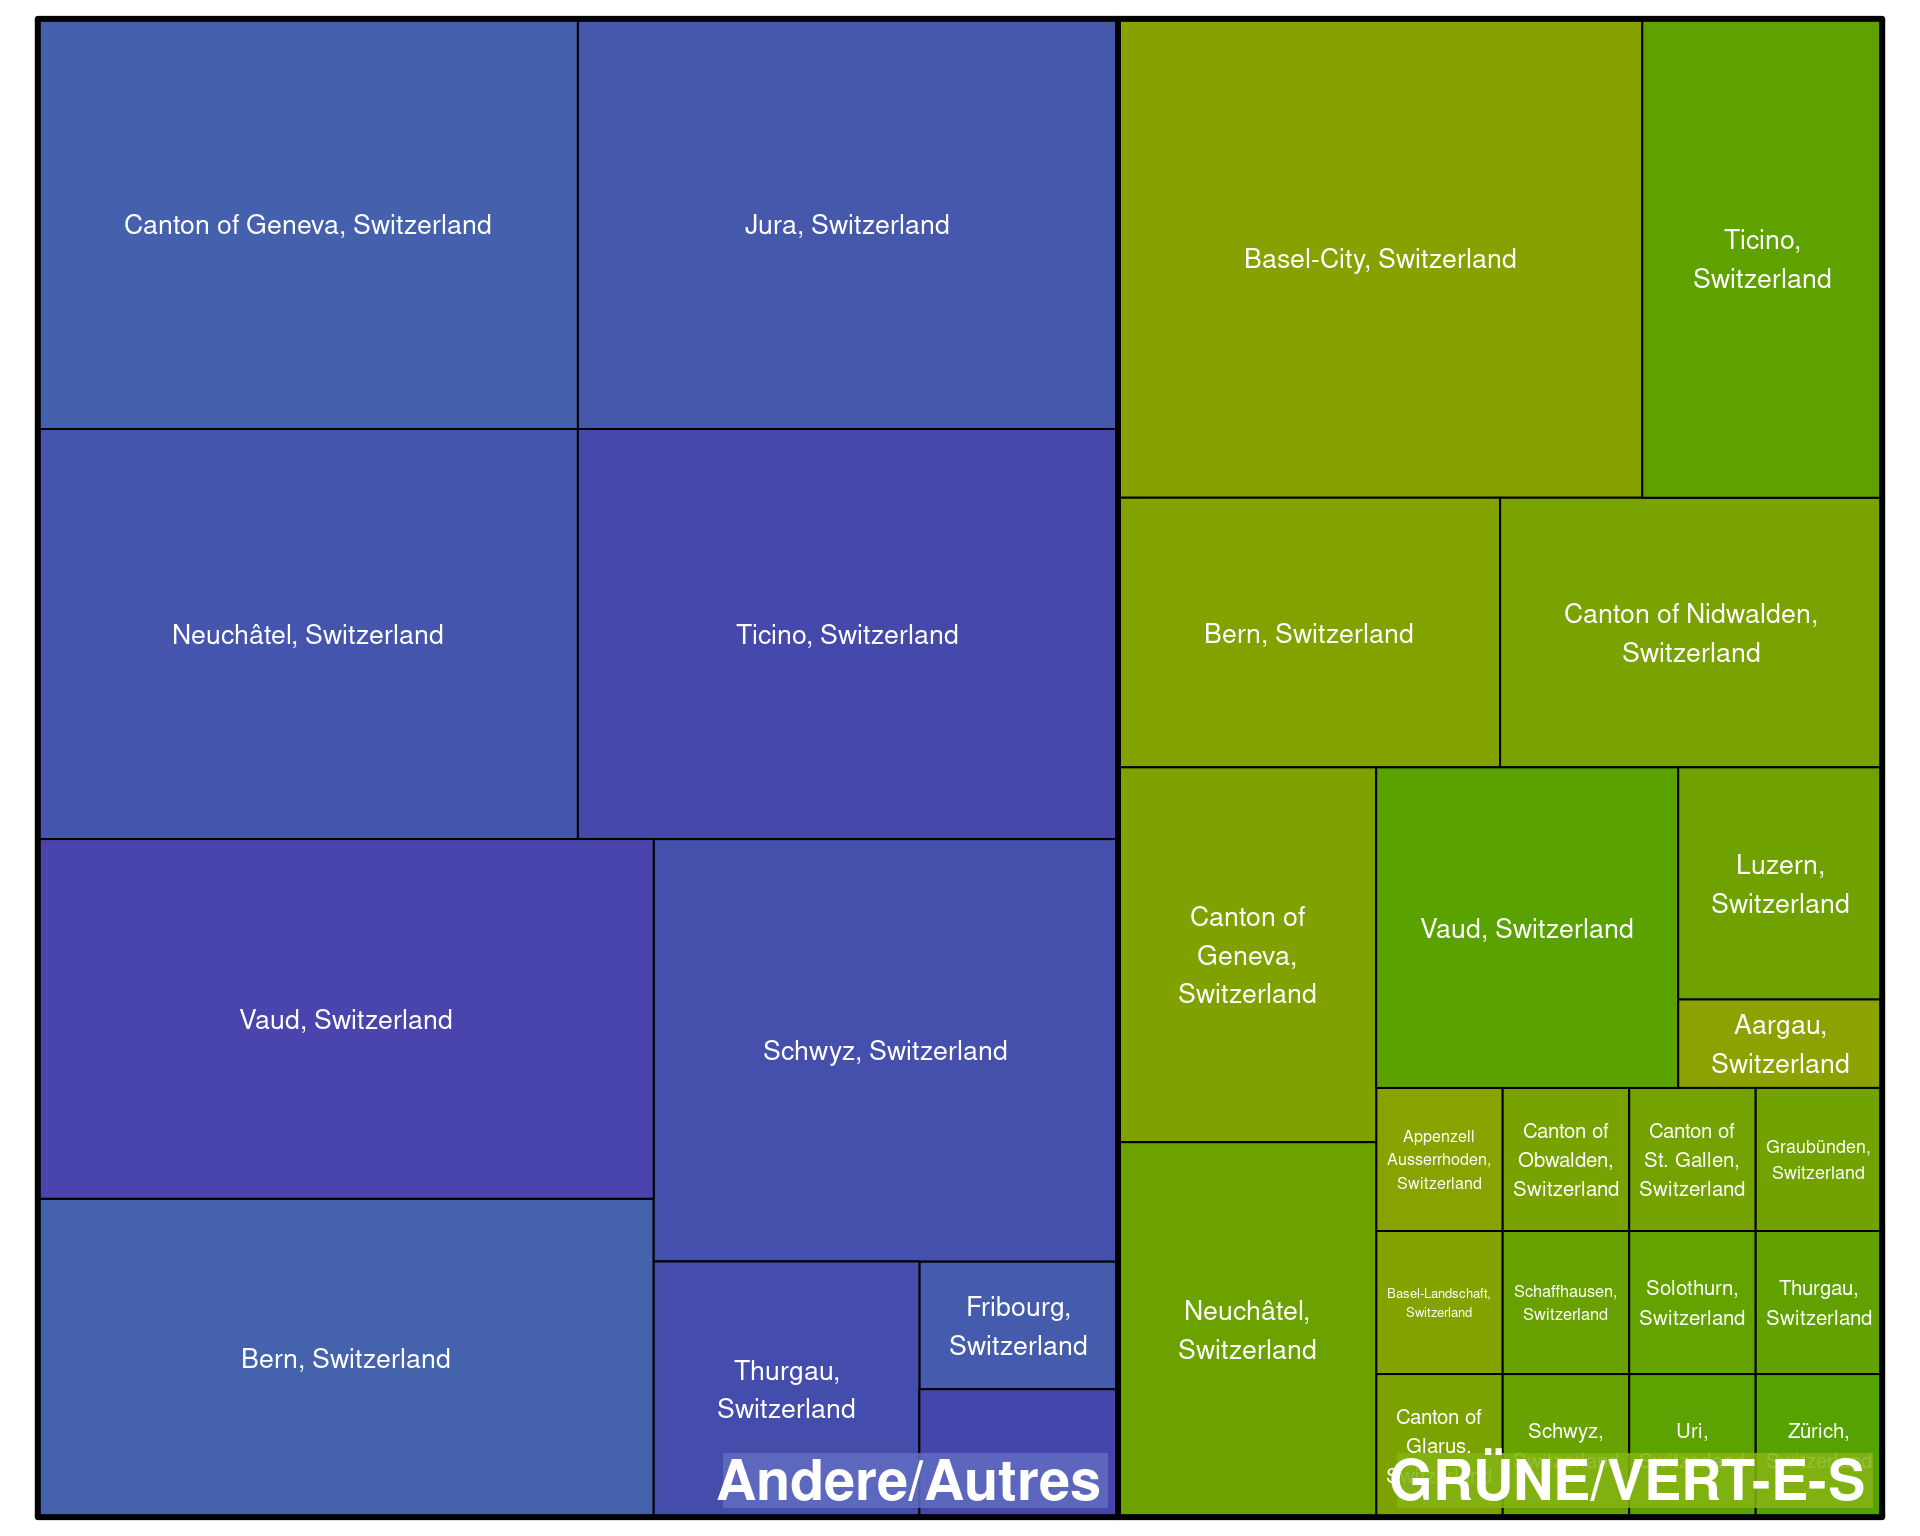 Canton of Geneva, Switzerland
Jura, Switzerland
Neuchâtel, Switzerland
Ticino, Switzerland
Vaud, Switzerland
Schwyz, Switzerland
Bern, Switzerland
Thurgau,
Switzerland
Fribourg,
Switzerland
Andere/Autres
Basel-City, Switzerland
Ticino,
Switzerland
Bern, Switzerland
Canton of Nidwalden,
Switzerland
Canton of
Geneva,
Switzerland
Vaud, Switzerland
Luzern,
Switzerland
Aargau,
Switzerland
Neuchâtel,
Switzerland
Appenzell
Ausserrhoden,
Switzerland
Canton of
Obwalden,
Switzerland
Canton of
St. Gallen,
Switzerland
Graubünden,
Switzerland
Basel-Landschaft,
Switzerland
Schaffhausen,
Switzerland
Solothurn,
Switzerland
Thurgau,
Switzerland
Canton of
Glarus,
Switzerland
Schwyz,
Switzerland
Uri,
Switzerland
Zürich,
Switzerland
GRÜNE/VERT-E-S